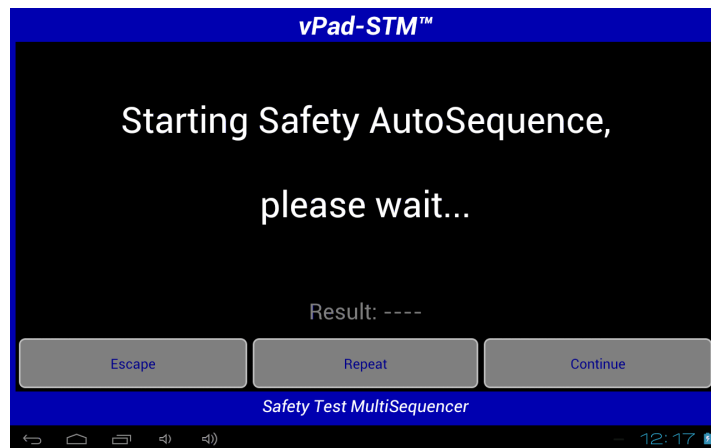 vPad-STM™
Starting Safety AutoSequence,
please wait...
Result: ----
Escape Repeat Continue
Safety Test MultiSequencer
12:17